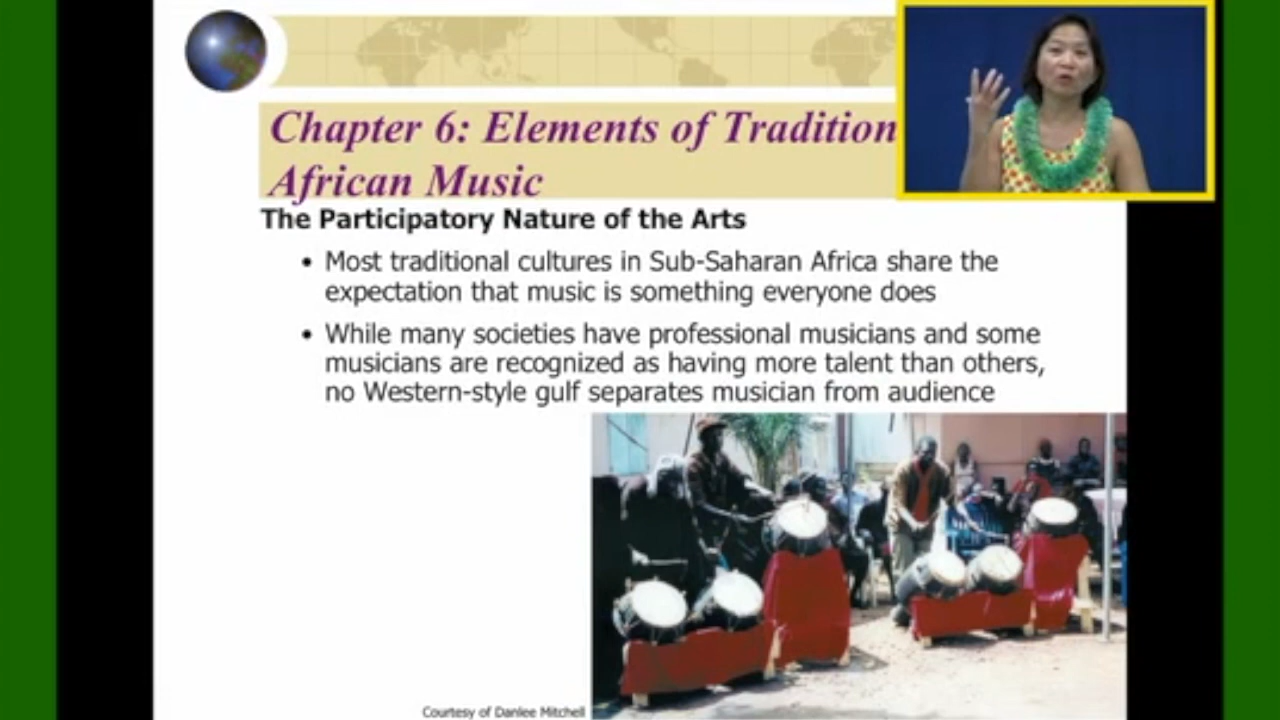 Chapter 6: Elements of Tradition
African Music
The Participatory Nature of the Arts
• Most traditional cultures in Sub-Saharan Africa share the
expectation that music is something everyone does
• While many societies have professional musicians and some
musicians are recognized as having more talent than others,
no Western-style gulf separates musician from audience
Courtesy of Danlee Mitchell